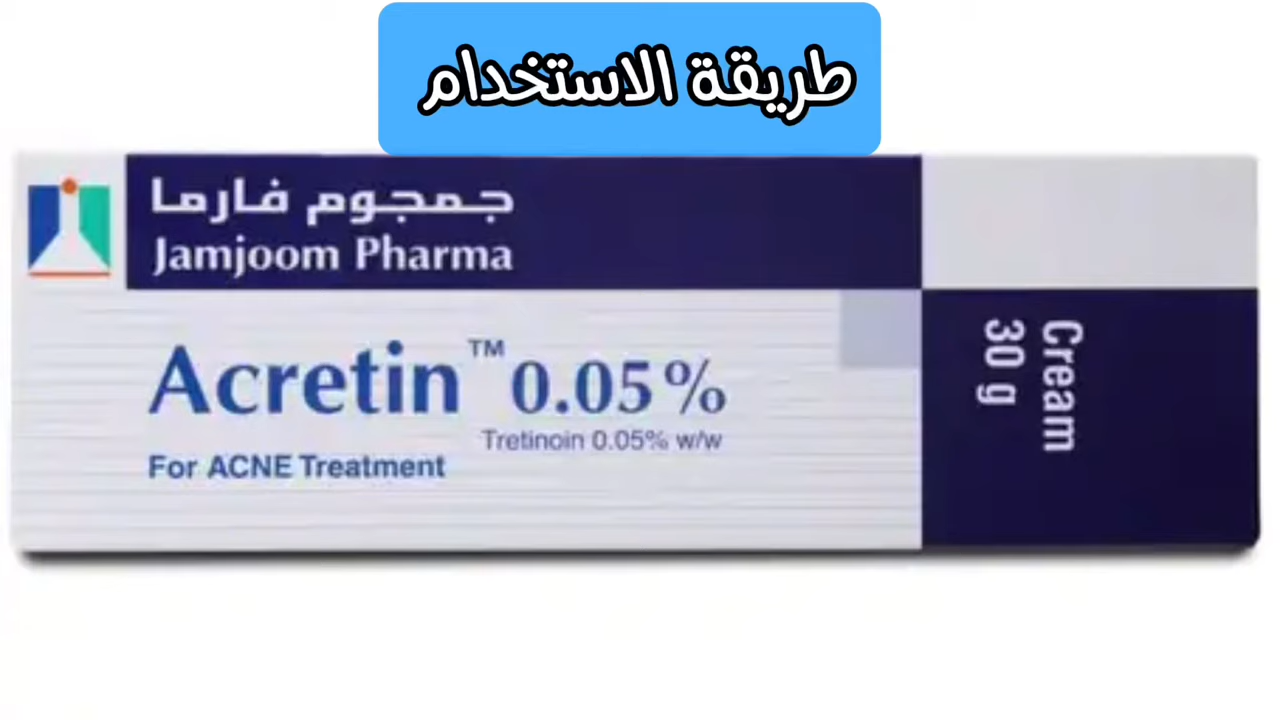 طريقة الاستخدام
جمجوم فارما
Jamjoom Pharma
Acretin™ 0.05%
Tretinoin 0.05% w/w
For ACNE Treatment
Cream
30 g